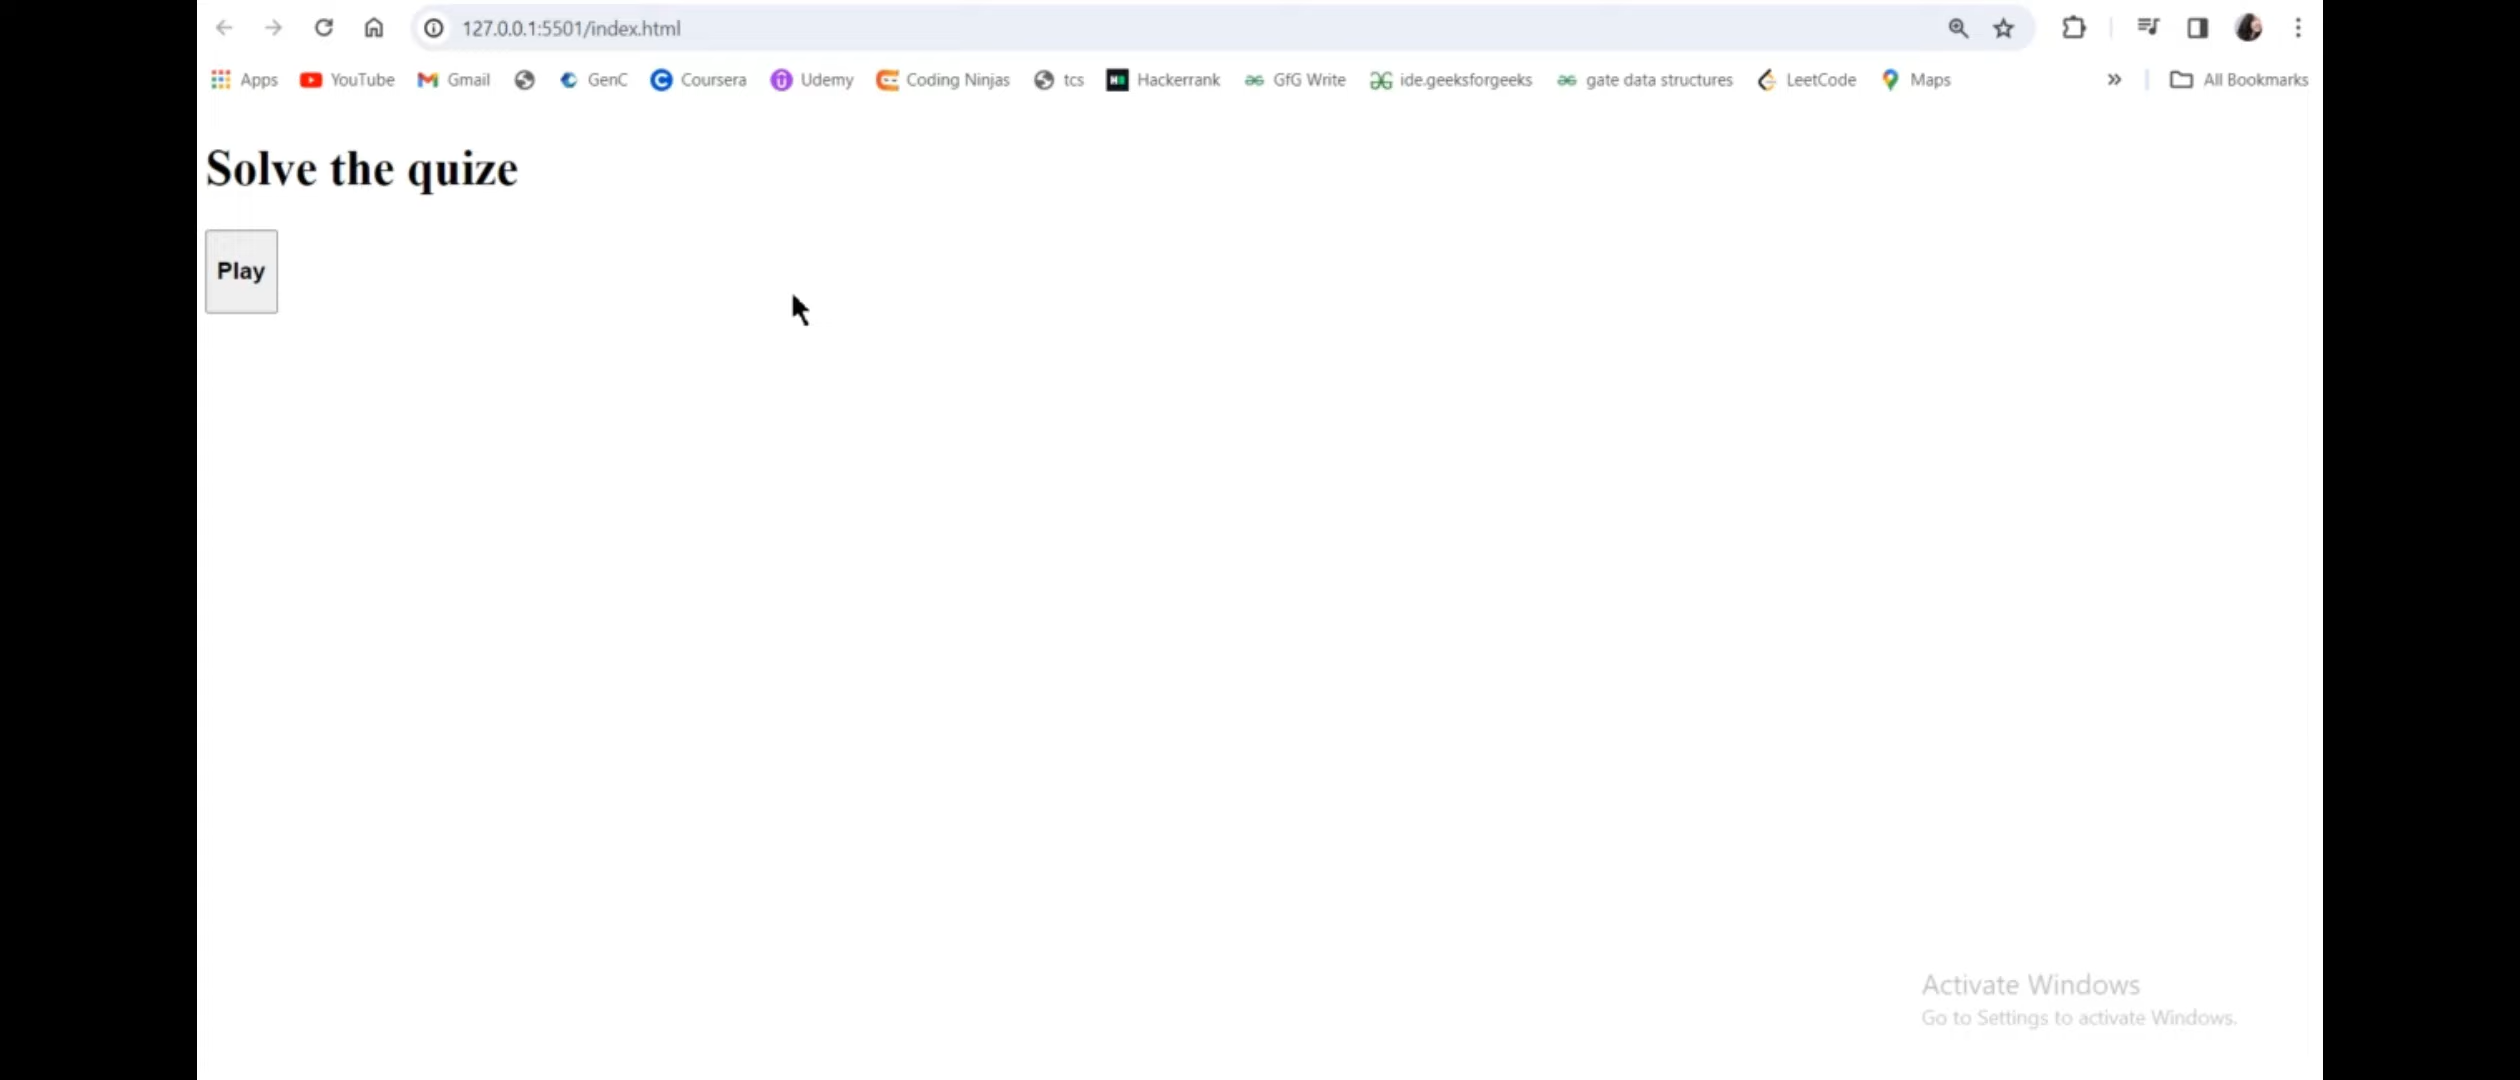 127.0.0.1:5501/index.html
Apps YouTube Gmail GenC Coursera Udemy Coding Ninjas tcs Hackerrank GfG Write ide.geeksforgeeks gate data structures LeetCode Maps » All Bookmarks
Solve the quize
Play
Activate Windows
Go to Settings to activate Windows.